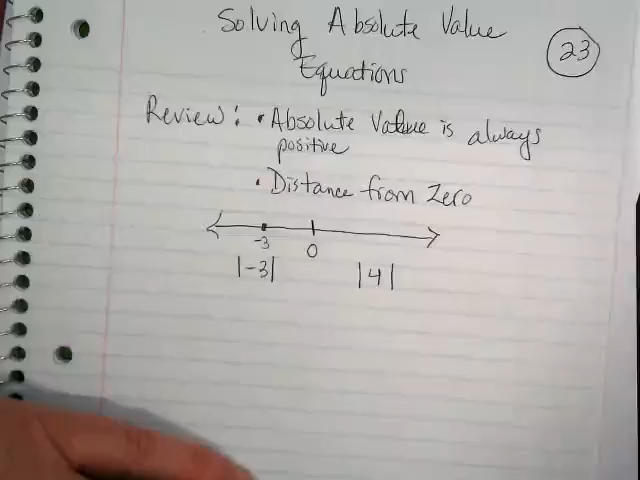 Solving Absolute Value
Equations
23
Review: • Absolute Value is always
positive
• Distance from Zero
-3
0
|-3|
|4|